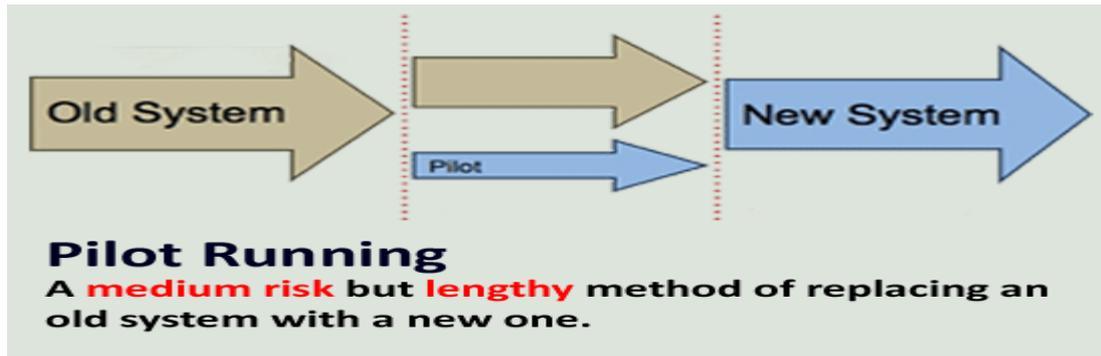 Old System
New System
Pilot
Pilot Running
A medium risk but lengthy method of replacing an
old system with a new one.